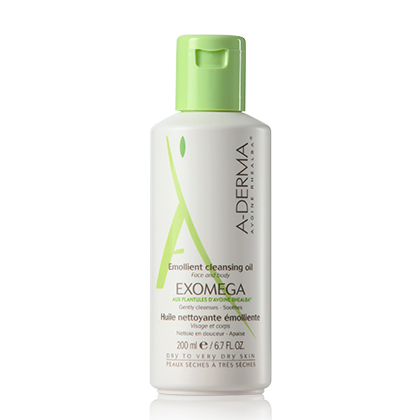 A-DERMA
AVOINE RHEALBA®
Emollient cleansing oil
Face and body
EXOMEGA
AUX PLANTULES D'AVOINE RHEALBA®
Gently cleanses - Soothes
Huile nettoyante émolliente
Visage et corps
Nettoie en douceur - Apaise
200 ml ℮ / 6.7 FL. OZ.
DRY TO VERY DRY SKIN
PEAUX SÈCHES À TRÈS SÈCHES